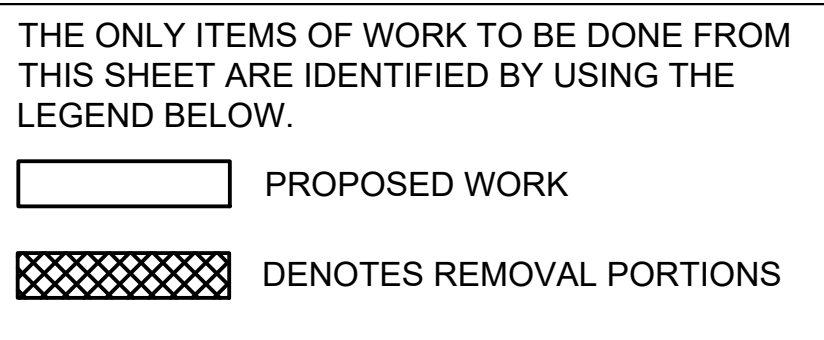 THE ONLY ITEMS OF WORK TO BE DONE FROM
THIS SHEET ARE IDENTIFIED BY USING THE
LEGEND BELOW.
PROPOSED WORK
DENOTES REMOVAL PORTIONS